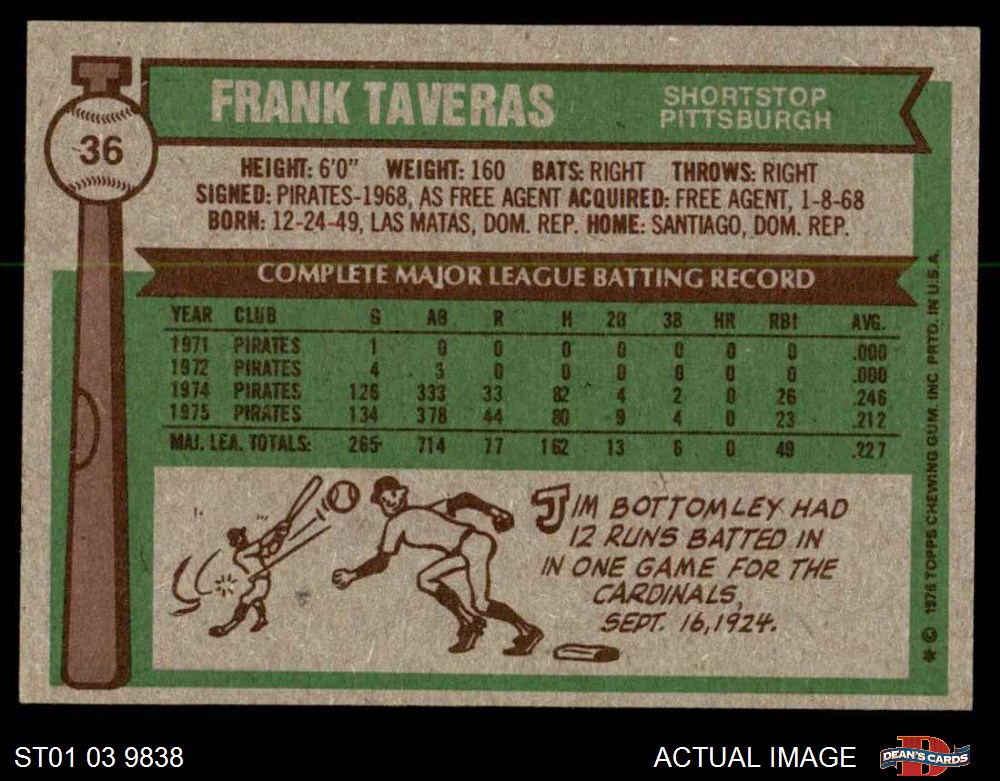 36
FRANK TAVERAS
SHORTSTOP
PITTSBURGH
HEIGHT: 6'0" WEIGHT: 160 BATS: RIGHT THROWS: RIGHT
SIGNED: PIRATES-1968, AS FREE AGENT ACQUIRED: FREE AGENT, 1-8-68
BORN: 12-24-49, LAS MATAS, DOM. REP. HOME: SANTIAGO, DOM. REP.
COMPLETE MAJOR LEAGUE BATTING RECORD
YEAR CLUB G AB R H 2B 3B HR RBI AVG.
1971 PIRATES 1 0 0 0 0 0 0 0 .000
1972 PIRATES 4 3 0 0 0 0 0 0 .000
1974 PIRATES 126 333 33 82 4 2 0 26 .246
1975 PIRATES 134 378 44 80 9 4 0 23 .212
MAJ. LEA. TOTALS: 265 714 77 162 13 6 0 49 .227
JIM BOTTOMLEY HAD
12 RUNS BATTED IN
IN ONE GAME FOR THE
CARDINALS,
SEPT. 16, 1924.
* © 1976 TOPPS CHEWING GUM, INC PRTD. IN U.S.A.
ST01 03 9838
ACTUAL IMAGE
D
DEAN'S CARDS